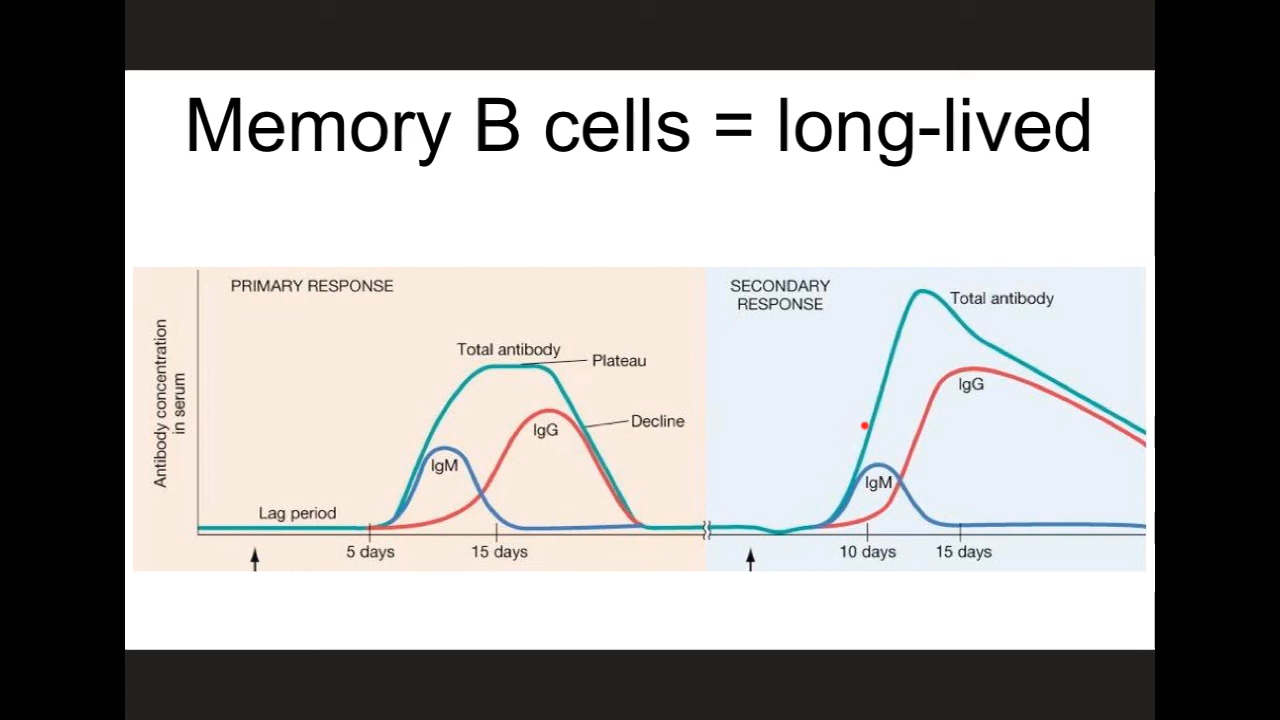 Memory B cells = long-lived
PRIMARY RESPONSE
Antibody concentration
in serum
Total antibody
Plateau
Decline
IgG
IgM
Lag period
5 days
15 days
SECONDARY
RESPONSE
Total antibody
IgG
IgM
10 days
15 days